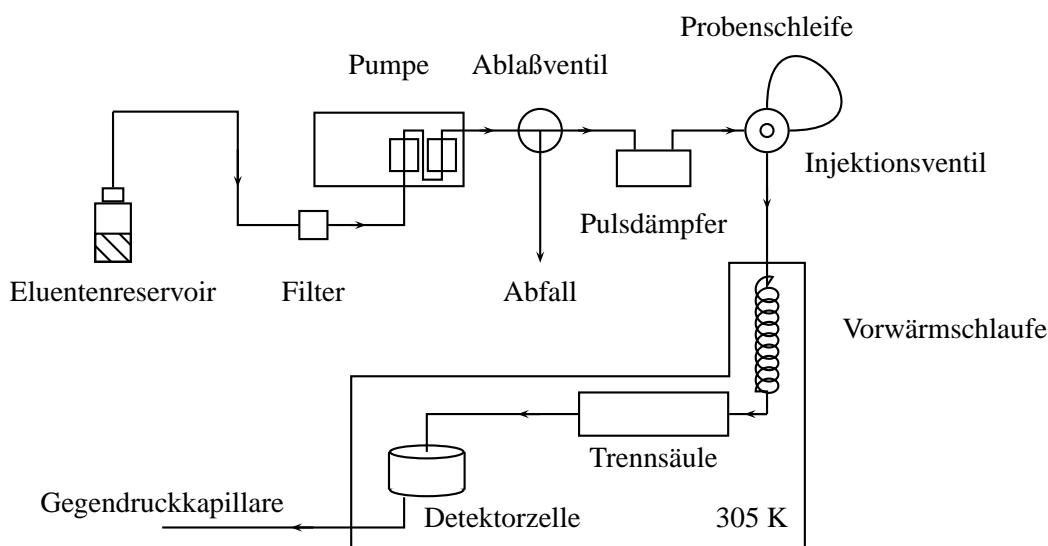 Probenschleife
Pumpe
Ablaßventil
Injektionsventil
Pulsdämpfer
Eluentenreservoir
Filter
Abfall
Vorwärmschlaufe
Trennsäule
Gegendruckkapillare
Detektorzelle
305 K